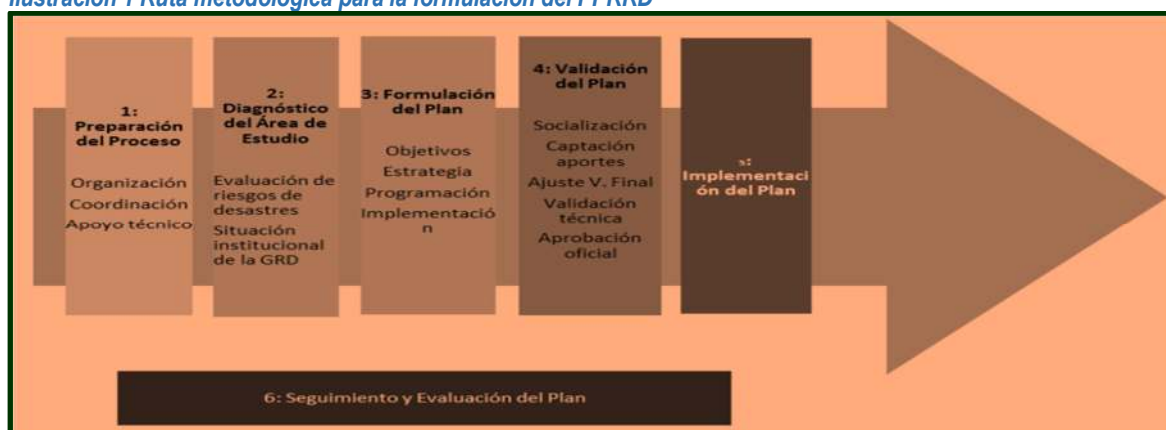 Ilustración 1 Ruta metodológica para la formulación del PPRRD
1:
Preparación
del Proceso
Organización
Coordinación
Apoyo técnico
2:
Diagnóstico
del Área de
Estudio
Evaluación de
riesgos de
desastres
Situación
institucional
de la GRD
3: Formulación
del Plan
Objetivos
Estrategia
Programación
Implementació
n
4: Validación
del Plan
Socialización
Captación
aportes
Ajuste V. Final
Validación
técnica
Aprobación
oficial
5:
Implementaci
ón del Plan
6: Seguimiento y Evaluación del Plan